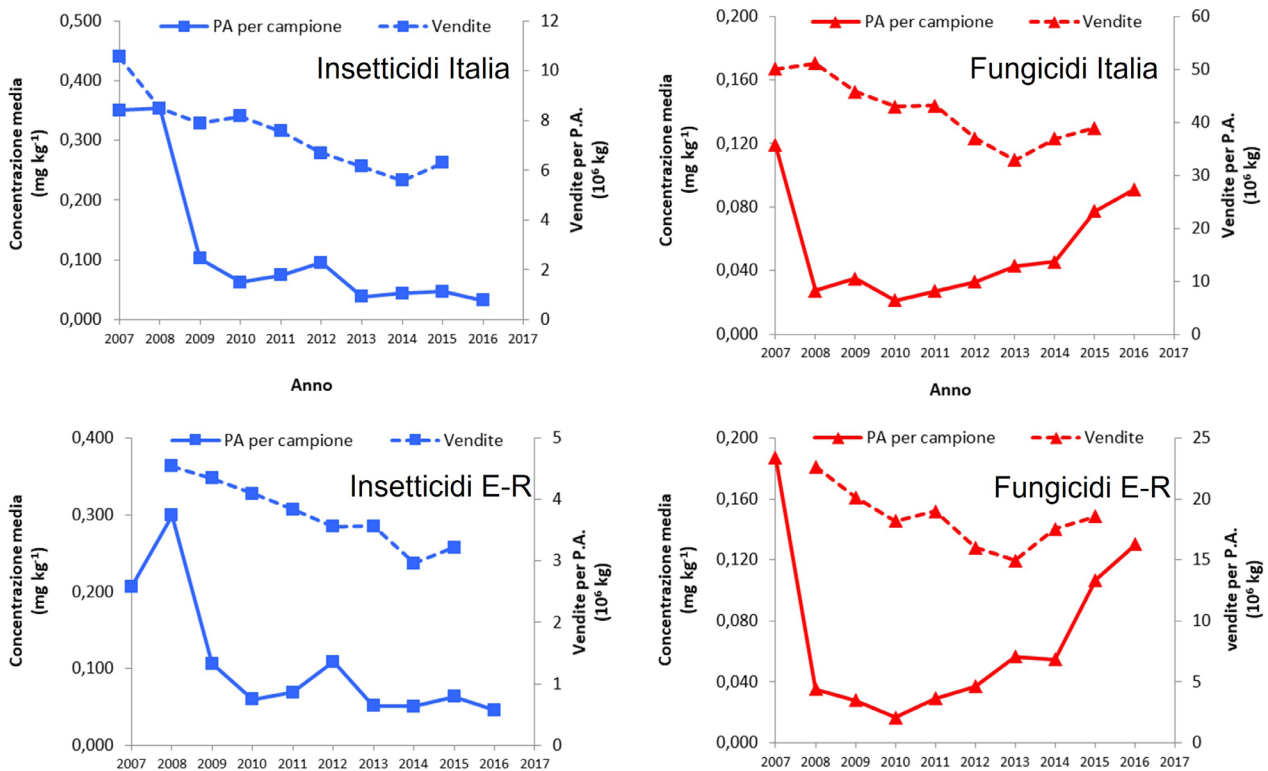 PA per campione
Vendite
Insetticidi Italia
Concentrazione media
(mg kg⁻¹)
0,500
0,400
0,300
0,200
0,100
0,000
12
10
8
6
4
2
0
Vendite per P.A.
(10⁶ kg)
2007 2008 2009 2010 2011 2012 2013 2014 2015 2016 2017
Anno
PA per campione
Vendite
Fungicidi Italia
Concentrazione media
(mg kg⁻¹)
0,200
0,160
0,120
0,080
0,040
0,000
60
50
40
30
20
10
0
Vendite per P.A.
(10⁶ kg)
2007 2008 2009 2010 2011 2012 2013 2014 2015 2016 2017
Anno
PA per campione
Vendite
Insetticidi E-R
Concentrazione media
(mg kg⁻¹)
0,400
0,300
0,200
0,100
0,000
5
4
3
2
1
0
Vendite per P.A.
(10⁶ kg)
2007 2008 2009 2010 2011 2012 2013 2014 2015 2016 2017
PA per campione
Vendite
Fungicidi E-R
Concentrazione media
(mg kg⁻¹)
0,200
0,160
0,120
0,080
0,040
0,000
25
20
15
10
5
0
vendite per P.A.
(10⁶ kg)
2007 2008 2009 2010 2011 2012 2013 2014 2015 2016 2017